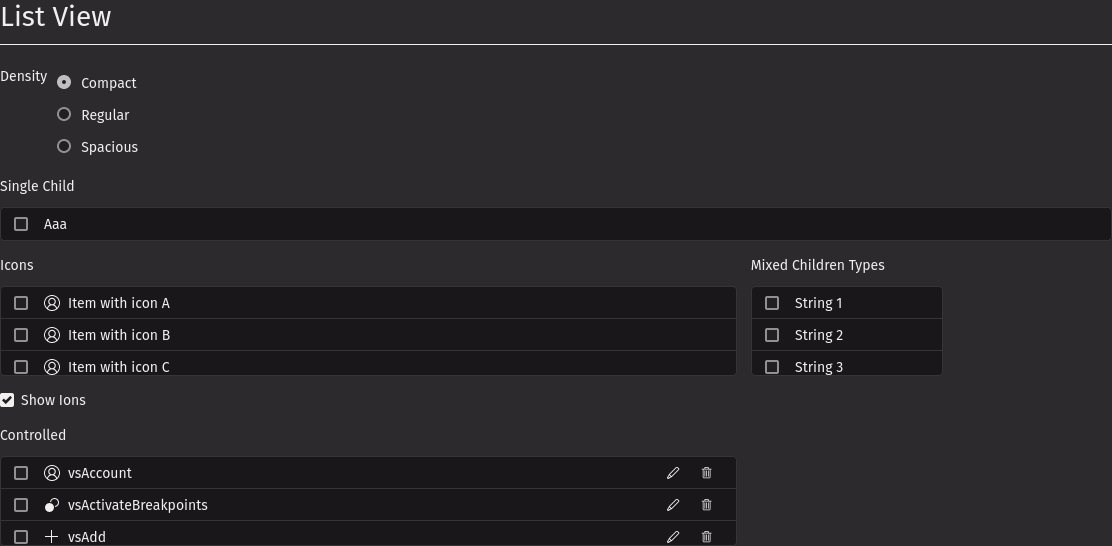 List View
Density
Compact
Regular
Spacious
Single Child
Aaa
Icons
Item with icon A
Item with icon B
Item with icon C
Mixed Children Types
String 1
String 2
String 3
Show Ions
Controlled
vsAccount
vsActivateBreakpoints
vsAdd